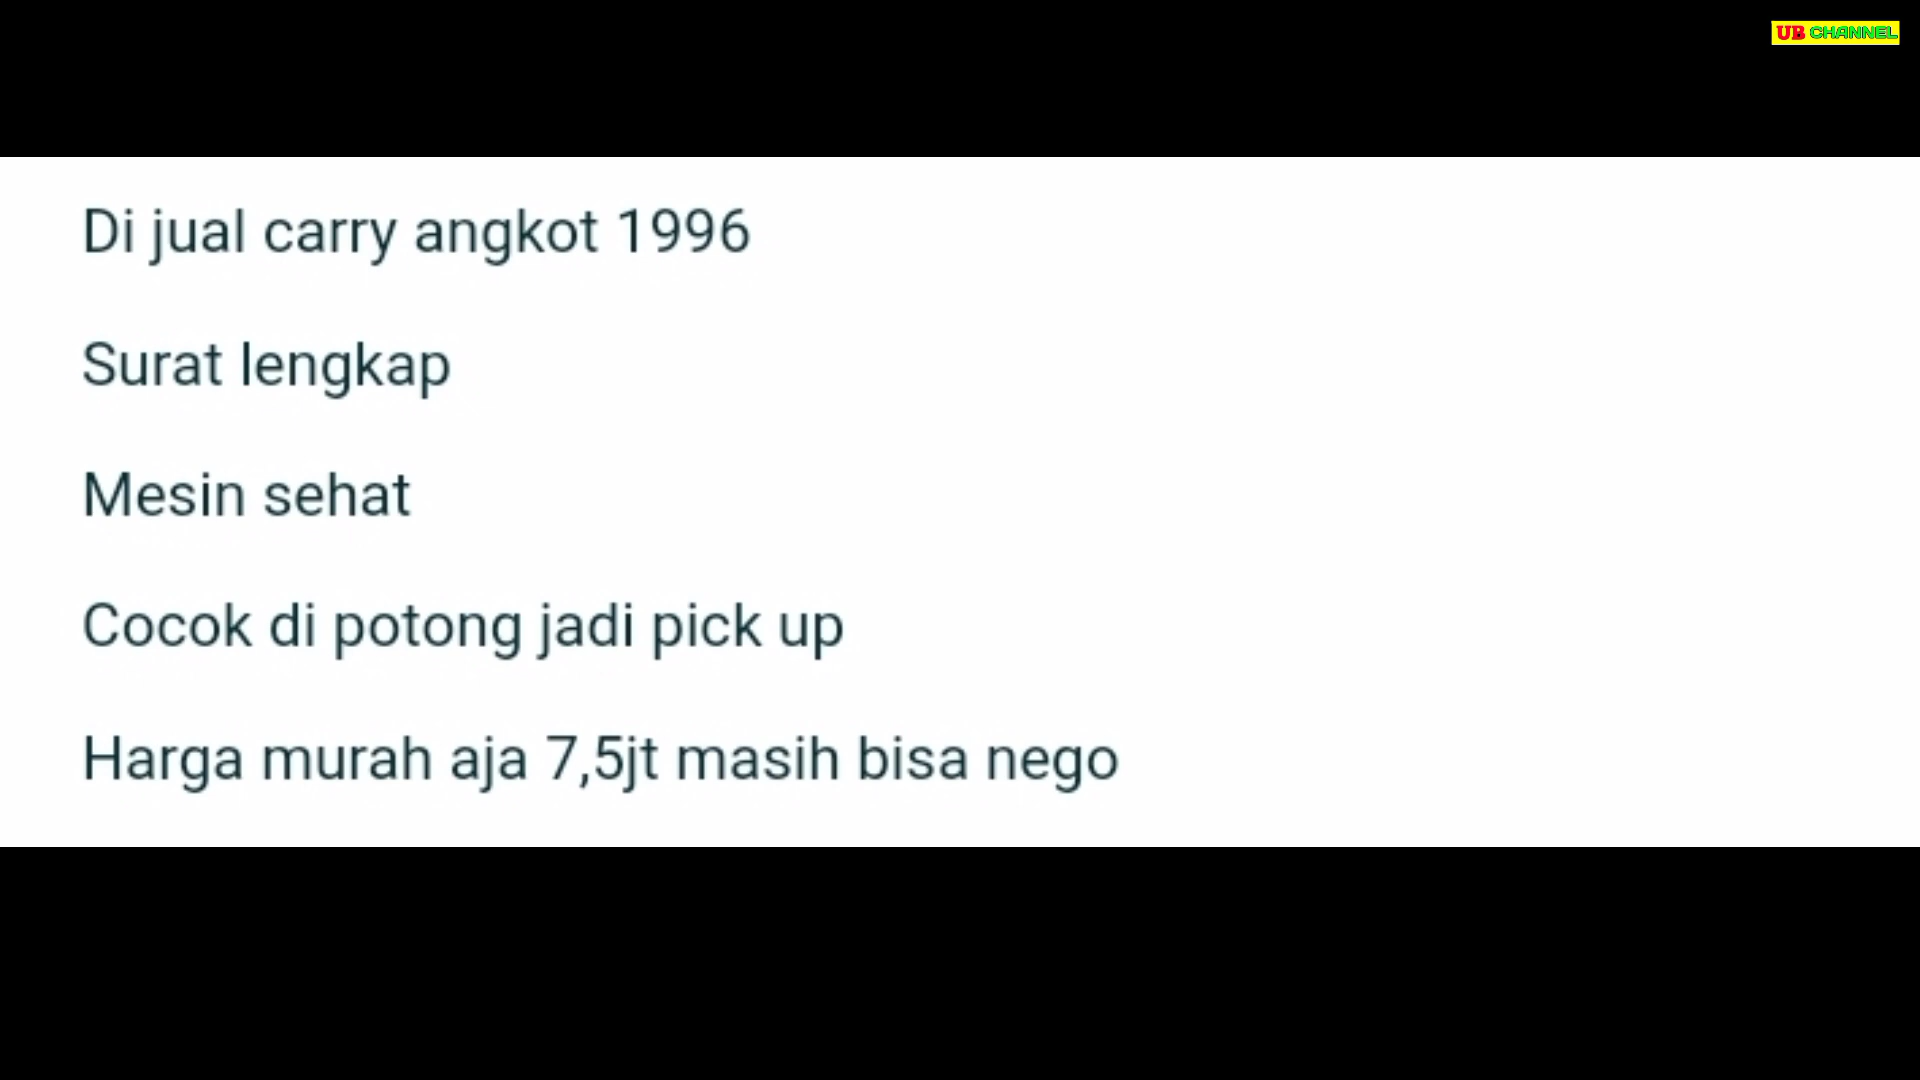 UB CHANNEL
Di jual carry angkot 1996
Surat lengkap
Mesin sehat
Cocok di potong jadi pick up
Harga murah aja 7,5jt masih bisa nego